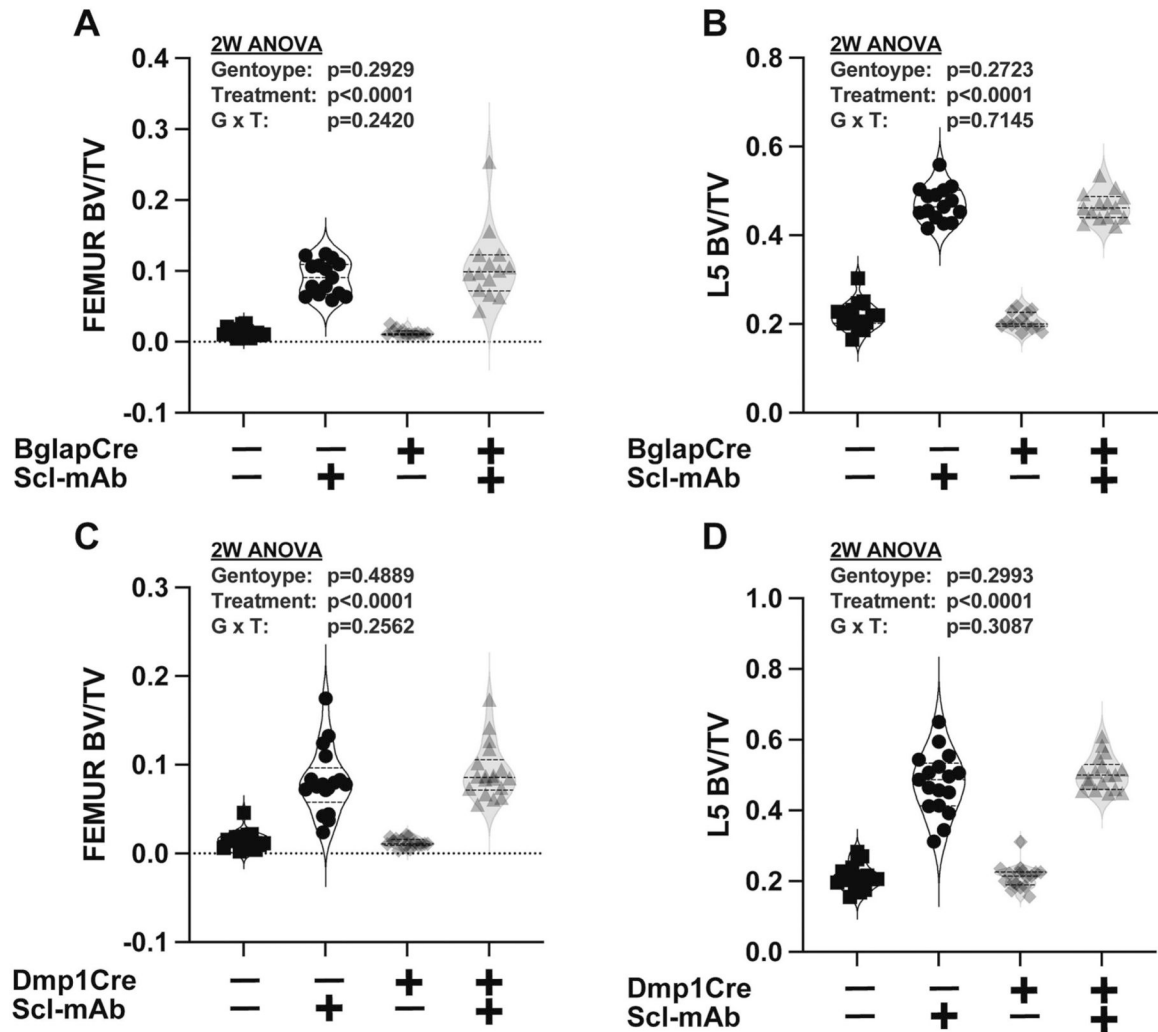 A
2W ANOVA
Gentoype: p=0.2929
Treatment: p<0.0001
G x T: p=0.2420
FEMUR BV/TV
0.4
0.3
0.2
0.1
0.0
-0.1
BglapCre − − + +
Scl-mAb − + − +
B
2W ANOVA
Gentoype: p=0.2723
Treatment: p<0.0001
G x T: p=0.7145
L5 BV/TV
0.8
0.6
0.4
0.2
0.0
BglapCre − − + +
Scl-mAb − + − +
C
2W ANOVA
Gentoype: p=0.4889
Treatment: p<0.0001
G x T: p=0.2562
FEMUR BV/TV
0.3
0.2
0.1
0.0
-0.1
Dmp1Cre − − + +
Scl-mAb − + − +
D
2W ANOVA
Gentoype: p=0.2993
Treatment: p<0.0001
G x T: p=0.3087
L5 BV/TV
1.0
0.8
0.6
0.4
0.2
0.0
Dmp1Cre − − + +
Scl-mAb − + − +